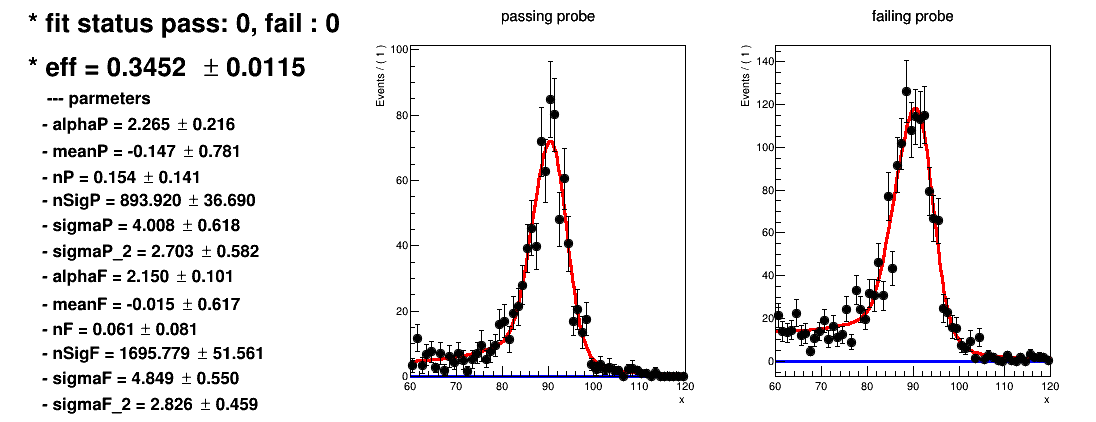 * fit status pass: 0, fail : 0
* eff = 0.3452 ± 0.0115
--- parmeters
- alphaP = 2.265 ± 0.216
- meanP = -0.147 ± 0.781
- nP = 0.154 ± 0.141
- nSigP = 893.920 ± 36.690
- sigmaP = 4.008 ± 0.618
- sigmaP_2 = 2.703 ± 0.582
- alphaF = 2.150 ± 0.101
- meanF = -0.015 ± 0.617
- nF = 0.061 ± 0.081
- nSigF = 1695.779 ± 51.561
- sigmaF = 4.849 ± 0.550
- sigmaF_2 = 2.826 ± 0.459
passing probe
Events / ( 1 )
100
80
60
40
20
0
60 70 80 90 100 110 120
x
failing probe
Events / ( 1 )
140
120
100
80
60
40
20
0
60 70 80 90 100 110 120
x